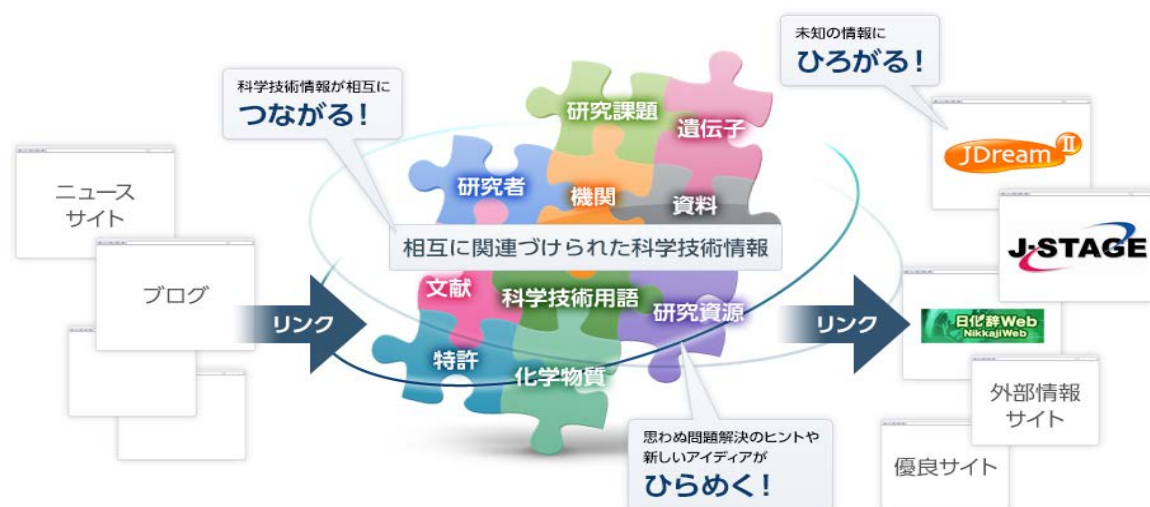 未知の情報に
ひろがる!
科学技術情報が相互に
つながる!
研究課題
遺伝子
JDream II
ニュース
サイト
研究者
機関
資料
J-STAGE
相互に関連づけられた科学技術情報
ブログ
文献
科学技術用語
研究資源
リンク
リンク
日化辞Web
NikkajiWeb
特許
化学物質
外部情報
サイト
思わぬ問題解決のヒントや
新しいアイディアが
ひらめく!
優良サイト